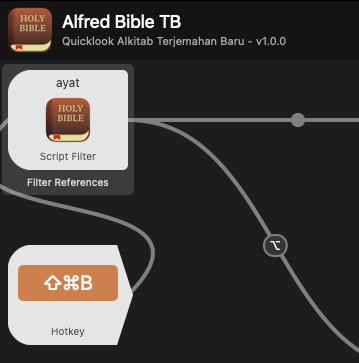 HOLY
BIBLE
Alfred Bible TB
Quicklook Alkitab Terjemahan Baru - v1.0.0
ayat
HOLY
BIBLE
Script Filter
Filter References
⌥
⇧⌘B
Hotkey